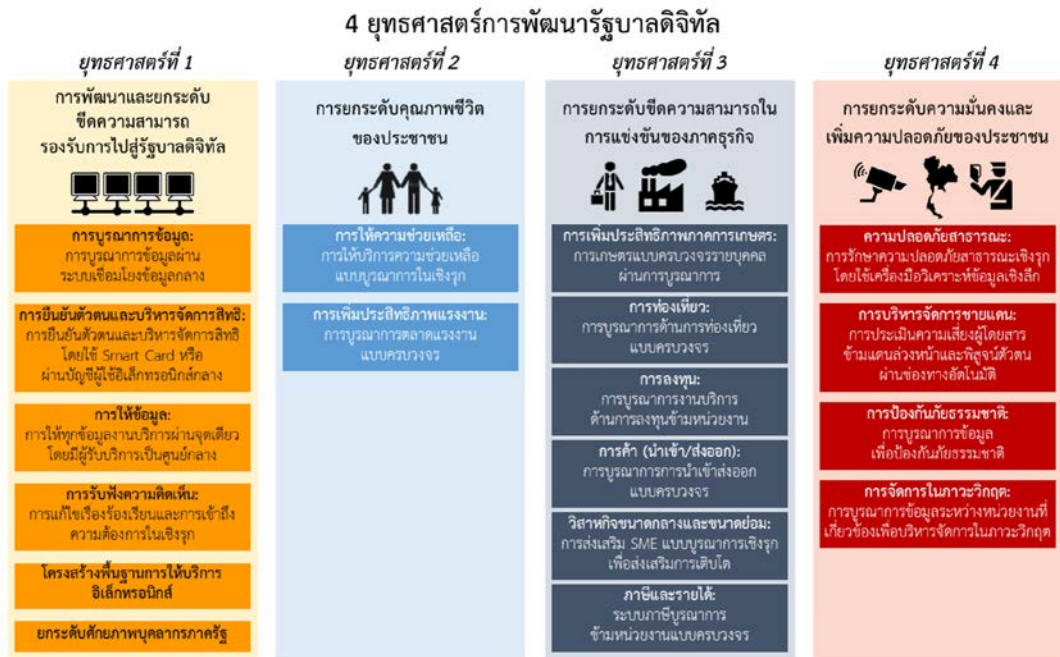 4 ยุทธศาสตร์การพัฒนารัฐบาลดิจิทัล
ยุทธศาสตร์ที่ 1
การพัฒนาและยกระดับ
ขีดความสามารถ
รองรับการไปสู่รัฐบาลดิจิทัล
การบูรณาการข้อมูล:
การบูรณาการข้อมูลผ่าน
ระบบเชื่อมโยงข้อมูลกลาง
การยืนยันตัวตนและบริหารจัดการสิทธิ:
การยืนยันตัวตนและบริหารจัดการสิทธิ
โดยใช้ Smart Card หรือ
ผ่านบัญชีผู้ใช้อิเล็กทรอนิกส์กลาง
การให้ข้อมูล:
การให้ทุกข้อมูลงานบริการผ่านจุดเดียว
โดยมีผู้รับบริการเป็นศูนย์กลาง
การรับฟังความคิดเห็น:
การแก้ไขเรื่องร้องเรียนและการเข้าถึง
ความต้องการในเชิงรุก
โครงสร้างพื้นฐานการให้บริการ
อิเล็กทรอนิกส์
ยกระดับศักยภาพบุคลากรภาครัฐ
ยุทธศาสตร์ที่ 2
การยกระดับคุณภาพชีวิต
ของประชาชน
การให้ความช่วยเหลือ:
การให้บริการความช่วยเหลือ
แบบบูรณาการในเชิงรุก
การเพิ่มประสิทธิภาพแรงงาน:
การบูรณาการตลาดแรงงาน
แบบครบวงจร
ยุทธศาสตร์ที่ 3
การยกระดับขีดความสามารถใน
การแข่งขันของภาคธุรกิจ
การเพิ่มประสิทธิภาพภาคการเกษตร:
การเกษตรแบบครบวงจรรายบุคคล
ผ่านการบูรณาการ
การท่องเที่ยว:
การบูรณาการด้านการท่องเที่ยว
แบบครบวงจร
การลงทุน:
การบูรณาการงานบริการ
ด้านการลงทุนข้ามหน่วยงาน
การค้า (นำเข้า/ส่งออก):
การบูรณาการการนำเข้าส่งออก
แบบครบวงจร
วิสาหกิจขนาดกลางและขนาดย่อม:
การส่งเสริม SME แบบบูรณาการเชิงรุก
เพื่อส่งเสริมการเติบโต
ภาษีและรายได้:
ระบบภาษีบูรณาการ
ข้ามหน่วยงานแบบครบวงจร
ยุทธศาสตร์ที่ 4
การยกระดับความมั่นคงและ
เพิ่มความปลอดภัยของประชาชน
ความปลอดภัยสาธารณะ:
การรักษาความปลอดภัยสาธารณะเชิงรุก
โดยใช้เครื่องมือวิเคราะห์ข้อมูลเชิงลึก
การบริหารจัดการชายแดน:
การประเมินความเสี่ยงผู้โดยสาร
ข้ามแดนล่วงหน้าและพิสูจน์ตัวตน
ผ่านช่องทางอัตโนมัติ
การป้องกันภัยธรรมชาติ:
การบูรณาการข้อมูล
เพื่อป้องกันภัยธรรมชาติ
การจัดการในภาวะวิกฤต:
การบูรณาการข้อมูลระหว่างหน่วยงานที่
เกี่ยวข้องเพื่อบริหารจัดการในภาวะวิกฤต